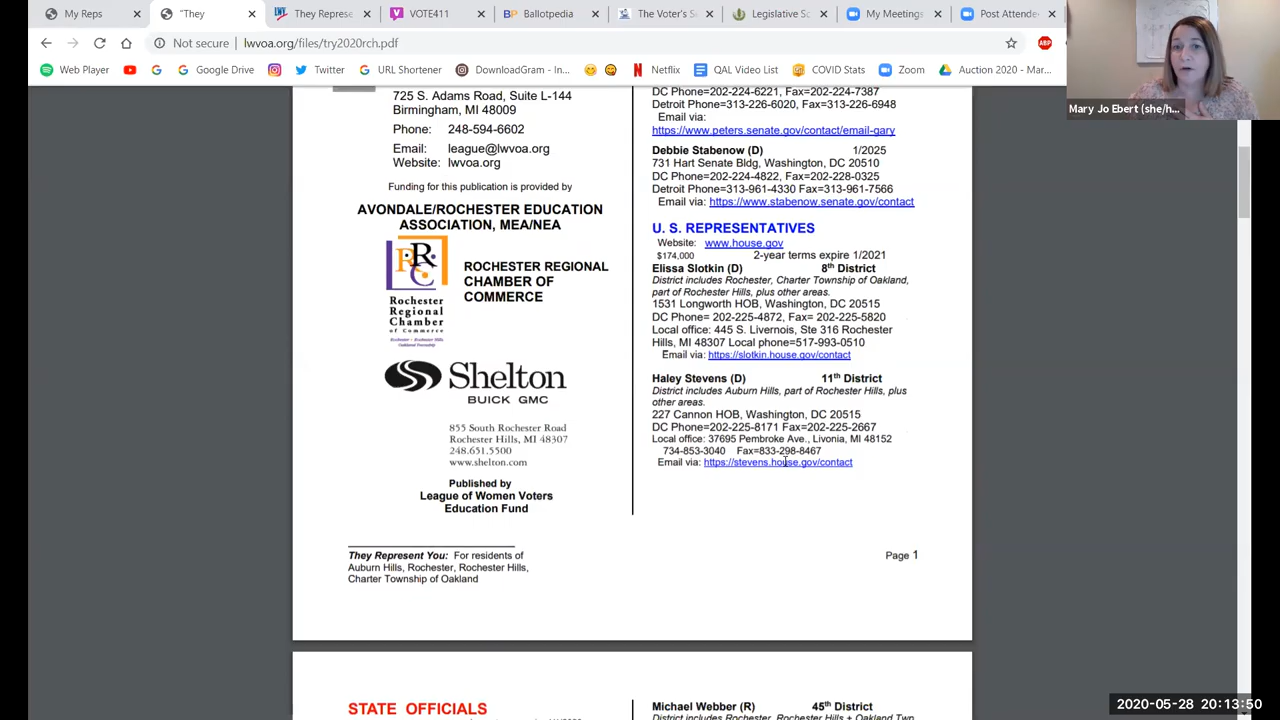 My Reps
"They
They Represe
VOTE411
Ballotpedia
The Voter's S
Legislative Sc
My Meetings
Post Attende
Not secure
lwvoa.org/files/try2020rch.pdf
ABP
Web Player
Google Drive
Twitter
URL Shortener
DownloadGram - In...
Netflix
QAL Video List
COVID Stats
Zoom
Auction 2020 - Mar...
Mary Jo Ebert (she/h...
725 S. Adams Road, Suite L-144
Birmingham, MI 48009
Phone: 248-594-6602
Email: league@lwvoa.org
Website: lwvoa.org
Funding for this publication is provided by
AVONDALE/ROCHESTER EDUCATION
ASSOCIATION, MEA/NEA
RRC
Rochester
Regional
Chamber
of Commerce
Rochester - Rochester Hills
Oakland Township
ROCHESTER REGIONAL
CHAMBER OF
COMMERCE
Shelton
BUICK GMC
855 South Rochester Road
Rochester Hills, MI 48307
248.651.5500
www.shelton.com
Published by
League of Women Voters
Education Fund
They Represent You: For residents of
Auburn Hills, Rochester, Rochester Hills,
Charter Township of Oakland
DC Phone=202-224-6221, Fax=202-224-7387
Detroit Phone=313-226-6020, Fax=313-226-6948
Email via:
https://www.peters.senate.gov/contact/email-gary
Debbie Stabenow (D) 1/2025
731 Hart Senate Bldg, Washington, DC 20510
DC Phone=202-224-4822, Fax=202-228-0325
Detroit Phone=313-961-4330 Fax=313-961-7566
Email via: https://www.stabenow.senate.gov/contact
U. S. REPRESENTATIVES
Website: www.house.gov
$174,000 2-year terms expire 1/2021
Elissa Slotkin (D) 8th District
District includes Rochester, Charter Township of Oakland,
part of Rochester Hills, plus other areas.
1531 Longworth HOB, Washington, DC 20515
DC Phone= 202-225-4872, Fax= 202-225-5820
Local office: 445 S. Livernois, Ste 316 Rochester
Hills, MI 48307 Local phone=517-993-0510
Email via: https://slotkin.house.gov/contact
Haley Stevens (D) 11th District
District includes Auburn Hills, part of Rochester Hills, plus
other areas.
227 Cannon HOB, Washington, DC 20515
DC Phone=202-225-8171 Fax=202-225-2667
Local office: 37695 Pembroke Ave., Livonia, MI 48152
734-853-3040 Fax=833-298-8467
Email via: https://stevens.house.gov/contact
Page 1
STATE OFFICIALS
Michael Webber (R) 45th District
District includes Rochester, Rochester Hills + Oakland Twp
2020-05-28 20:13:50